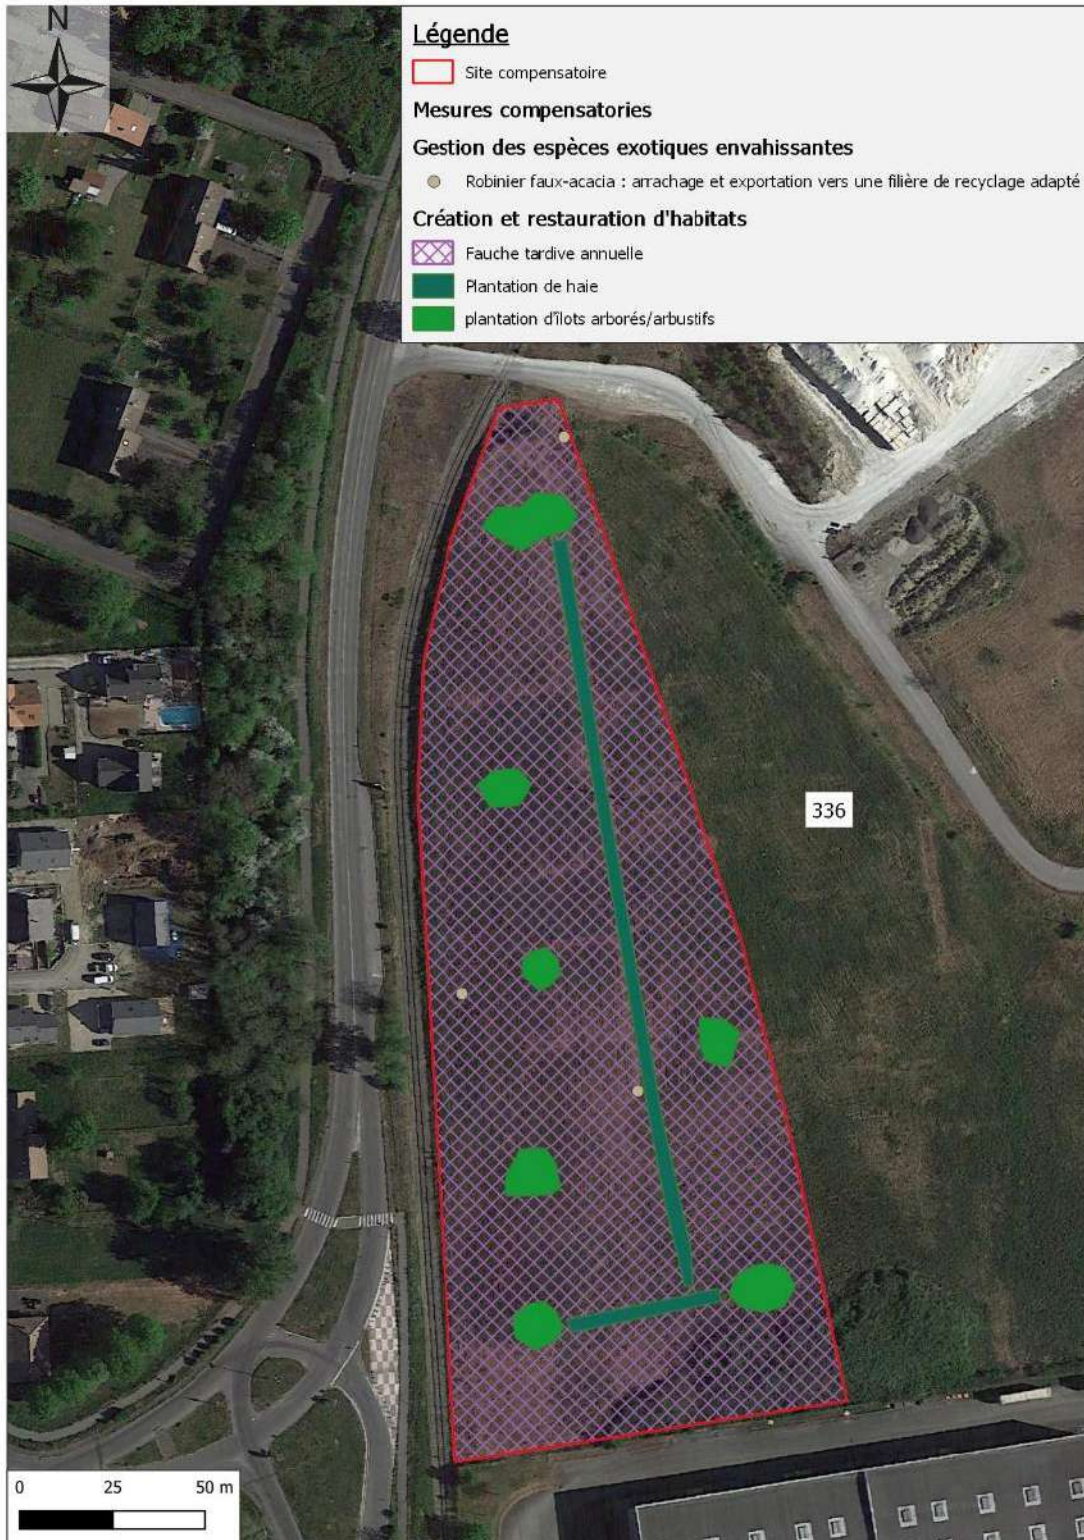 N
Légende
Site compensatoire
Mesures compensatories
Gestion des espèces exotiques envahissantes
Robinier faux-acacia : arrachage et exportation vers une filière de recyclage adapté
Création et restauration d'habitats
Fauche tardive annuelle
Plantation de haie
plantation d'îlots arborés/arbustifs
336
0 25 50 m